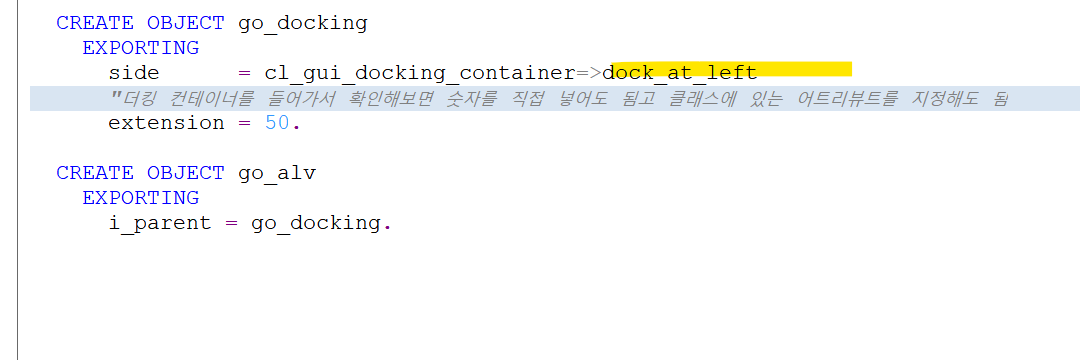 CREATE OBJECT go_docking
EXPORTING
side = cl_gui_docking_container=>dock_at_left
"더킹 컨테이너를 들어가서 확인해보면 숫자를 직접 넣어도 됨고 클래스에 있는 어트리뷰트를 지정해도 됨
extension = 50.
CREATE OBJECT go_alv
EXPORTING
i_parent = go_docking.